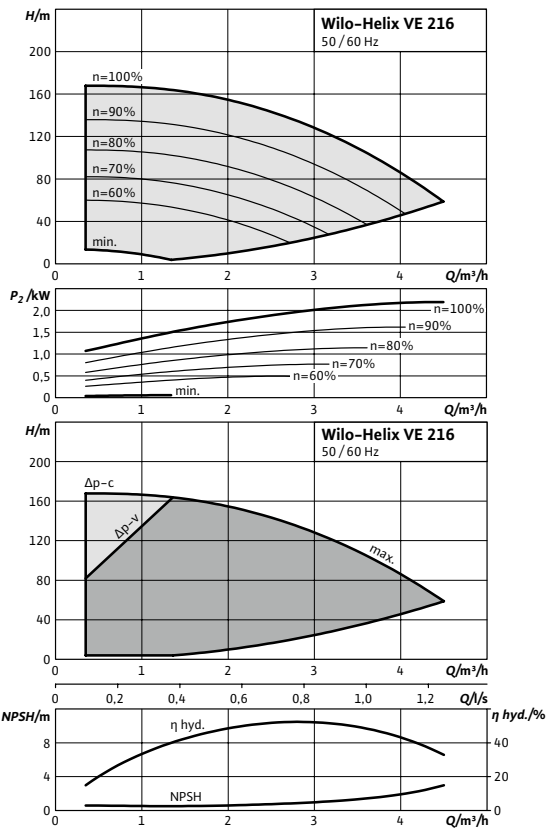 H/m
Wilo-Helix VE 216
50 / 60 Hz
200
n=100%
160
n=90%
120
n=80%
80
n=70%
n=60%
40
min.
0
0 1 2 3 4 Q/m³/h
P2 /kW
2,0
n=100%
1,5
n=90%
1,0
n=80%
n=70%
0,5
n=60%
min.
0
0 1 2 3 4 Q/m³/h
H/m
Wilo-Helix VE 216
50 / 60 Hz
200
Δp-c
160
Δp-v
120
max.
80
40
0
0 1 2 3 4 Q/m³/h
0 0,2 0,4 0,6 0,8 1,0 1,2 Q/l/s
NPSH/m
η hyd./%
η hyd.
8 40
4 20
NPSH
0 0
0 1 2 3 4 Q/m³/h